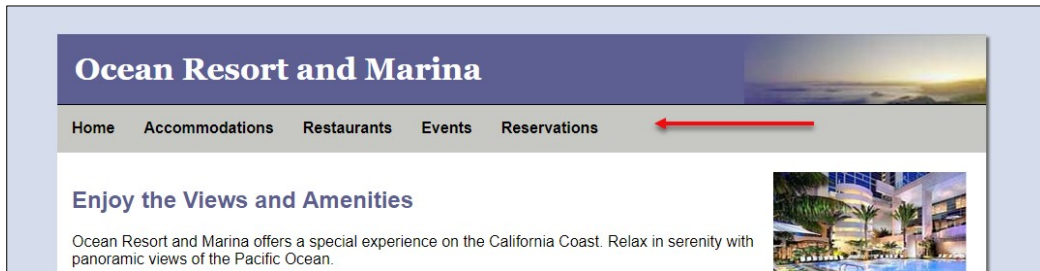 Ocean Resort and Marina
Home Accommodations Restaurants Events Reservations
Enjoy the Views and Amenities
Ocean Resort and Marina offers a special experience on the California Coast. Relax in serenity with
panoramic views of the Pacific Ocean.